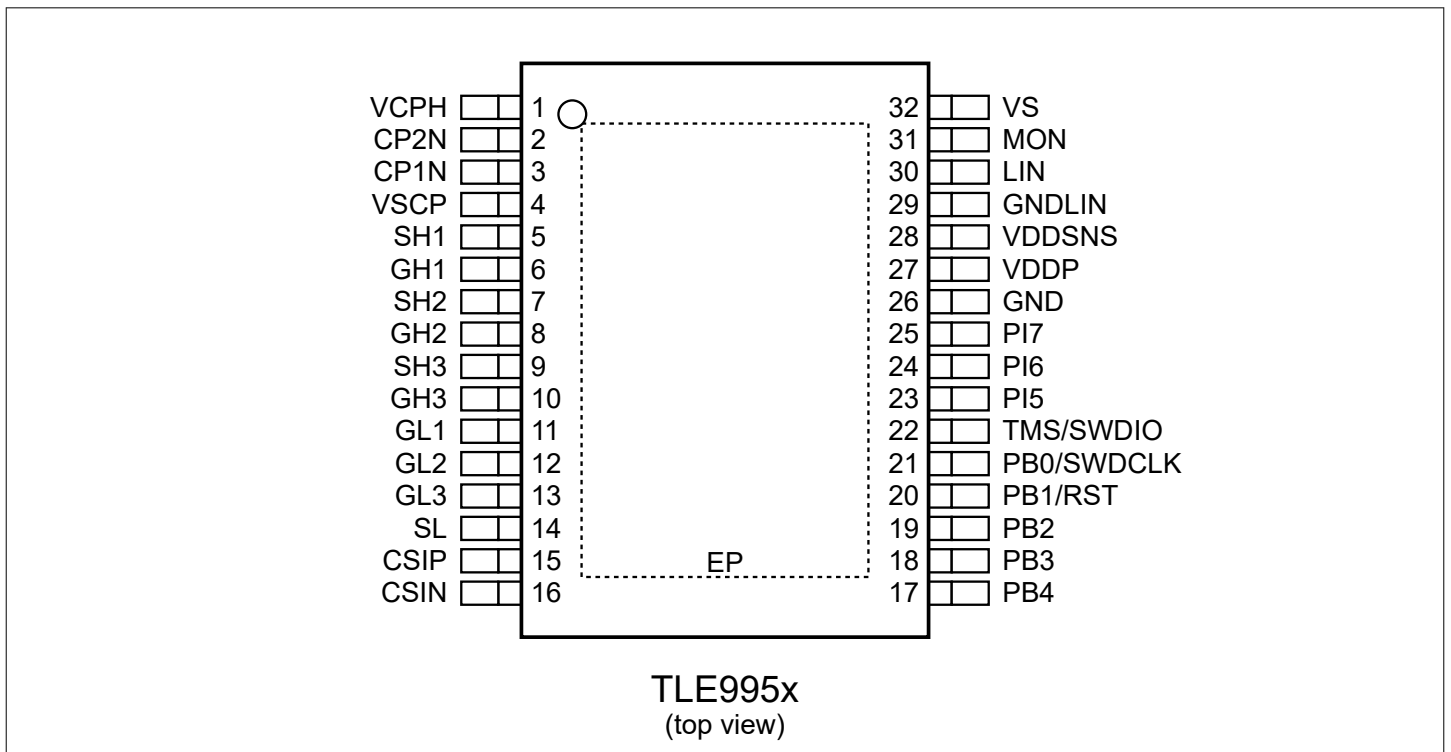 VCPH 1 32 VS
CP2N 2 31 MON
CP1N 3 30 LIN
VSCP 4 29 GNDLIN
SH1 5 28 VDDSNS
GH1 6 27 VDDP
SH2 7 26 GND
GH2 8 25 PI7
SH3 9 24 PI6
GH3 10 23 PI5
GL1 11 22 TMS/SWDIO
GL2 12 21 PB0/SWDCLK
GL3 13 20 PB1/RST
SL 14 19 PB2
CSIP 15 EP 18 PB3
CSIN 16 17 PB4
TLE995x
(top view)